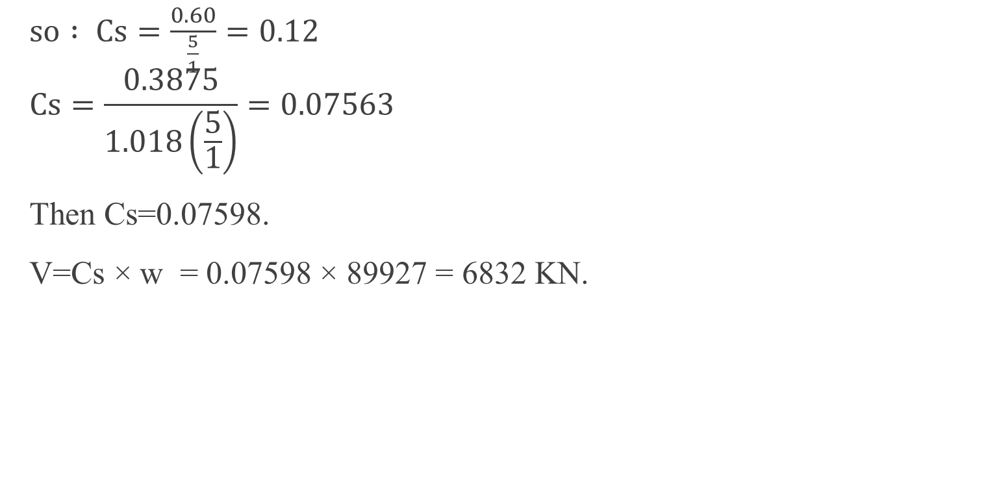 so : Cs = 0.60 / (5/1) = 0.12
Cs = 0.3875 / 1.018 (5/1) = 0.07563
Then Cs=0.07598.
V=Cs × w = 0.07598 × 89927 = 6832 KN.